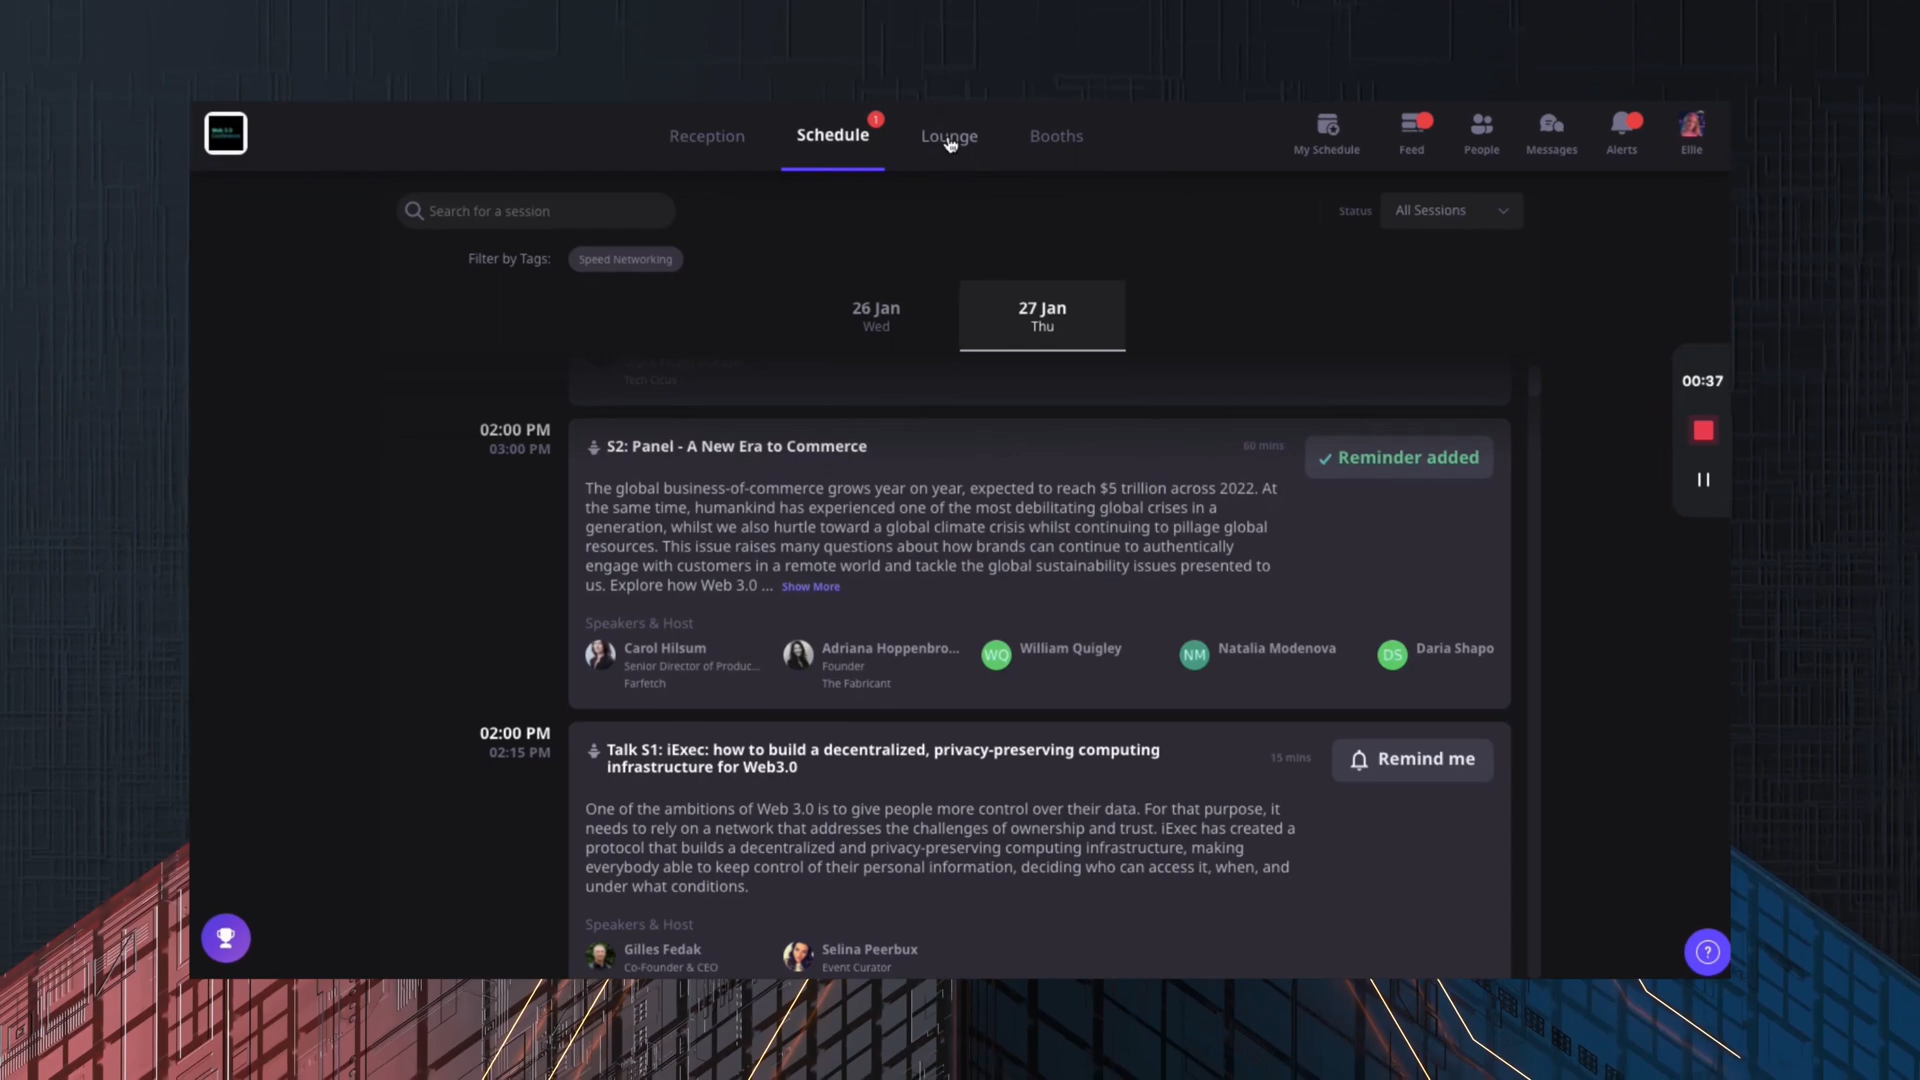 Web 3.0
Reception
Schedule
1
Lounge
Booths
My Schedule
Feed
People
Messages
Alerts
Ellie
Search for a session
Status
All Sessions
Filter by Tags:
Speed Networking
26 Jan
Wed
27 Jan
Thu
Tech Circus
02:00 PM
03:00 PM
S2: Panel - A New Era to Commerce
60 mins
Reminder added
The global business-of-commerce grows year on year, expected to reach $5 trillion across 2022. At
the same time, humankind has experienced one of the most debilitating global crises in a
generation, whilst we also hurtle toward a global climate crisis whilst continuing to pillage global
resources. This issue raises many questions about how brands can continue to authentically
engage with customers in a remote world and tackle the global sustainability issues presented to
us. Explore how Web 3.0 ... Show More
Speakers & Host
Carol Hilsum
Senior Director of Produc...
Farfetch
Adriana Hoppenbro...
Founder
The Fabricant
WQ
William Quigley
NM
Natalia Modenova
DS
Daria Shapo
02:00 PM
02:15 PM
Talk S1: iExec: how to build a decentralized, privacy-preserving computing
infrastructure for Web3.0
15 mins
Remind me
One of the ambitions of Web 3.0 is to give people more control over their data. For that purpose, it
needs to rely on a network that addresses the challenges of ownership and trust. iExec has created a
protocol that builds a decentralized and privacy-preserving computing infrastructure, making
everybody able to keep control of their personal information, deciding who can access it, when, and
under what conditions.
Speakers & Host
Gilles Fedak
Co-Founder & CEO
Selina Peerbux
Event Curator
00:37
?